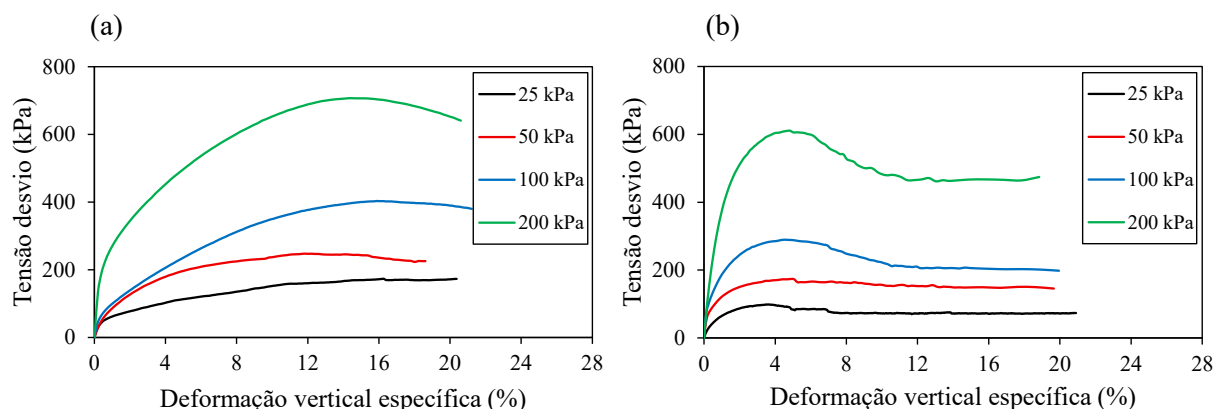 (a)
Tensão desvio (kPa)
800
600
400
200
0
0 4 8 12 16 20 24 28
Deformação vertical específica (%)
25 kPa
50 kPa
100 kPa
200 kPa
(b)
Tensão desvio (kPa)
800
600
400
200
0
0 4 8 12 16 20 24 28
Deformação vertical específica (%)
25 kPa
50 kPa
100 kPa
200 kPa